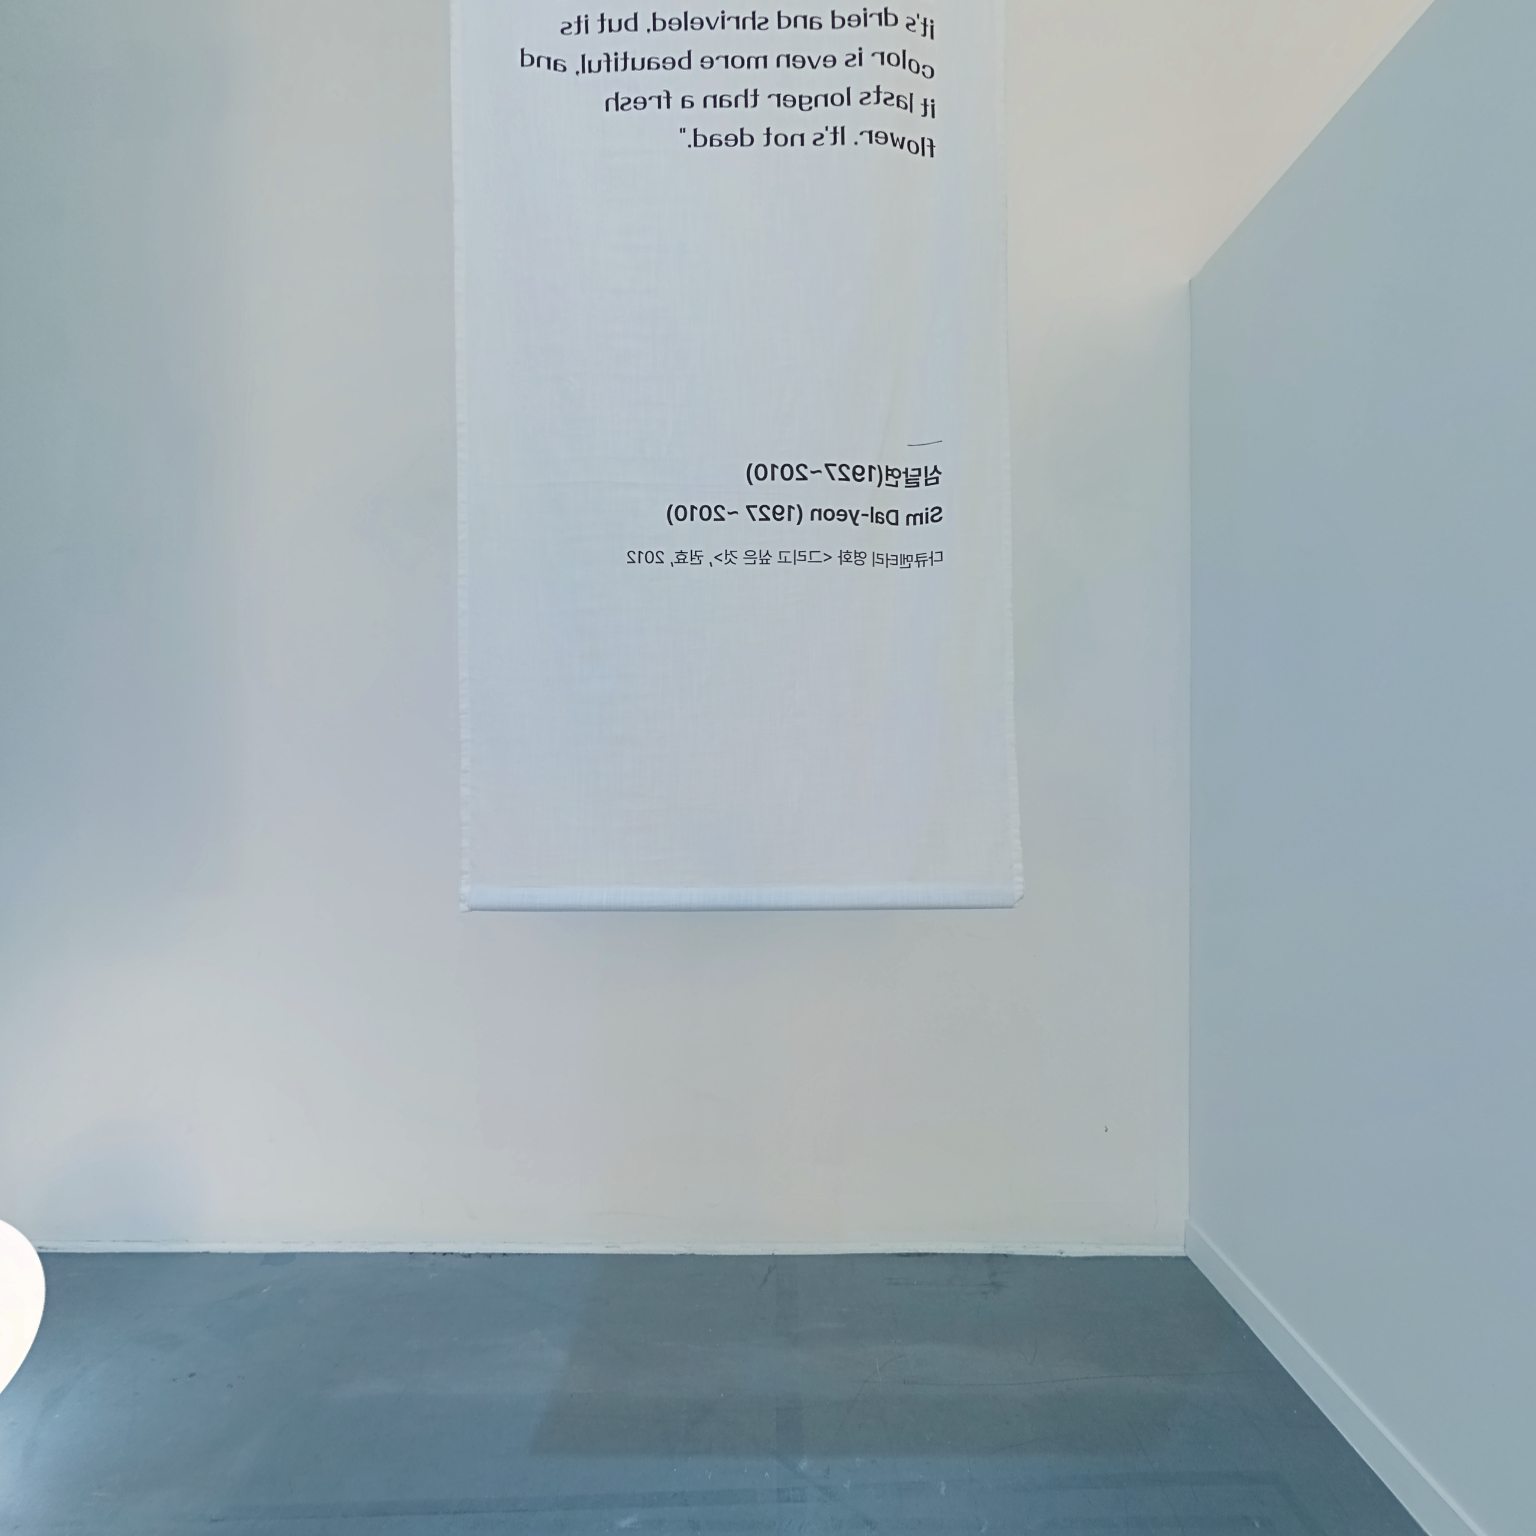 it's dried and shriveled, but its
color is even more beautiful, and
it lasts longer than a fresh
flower. It's not dead."
심달연(1927~2010)
Sim Dal-yeon (1927 ~2010)
다큐멘터리 영화 <그리고 싶은 것>, 권효, 2012